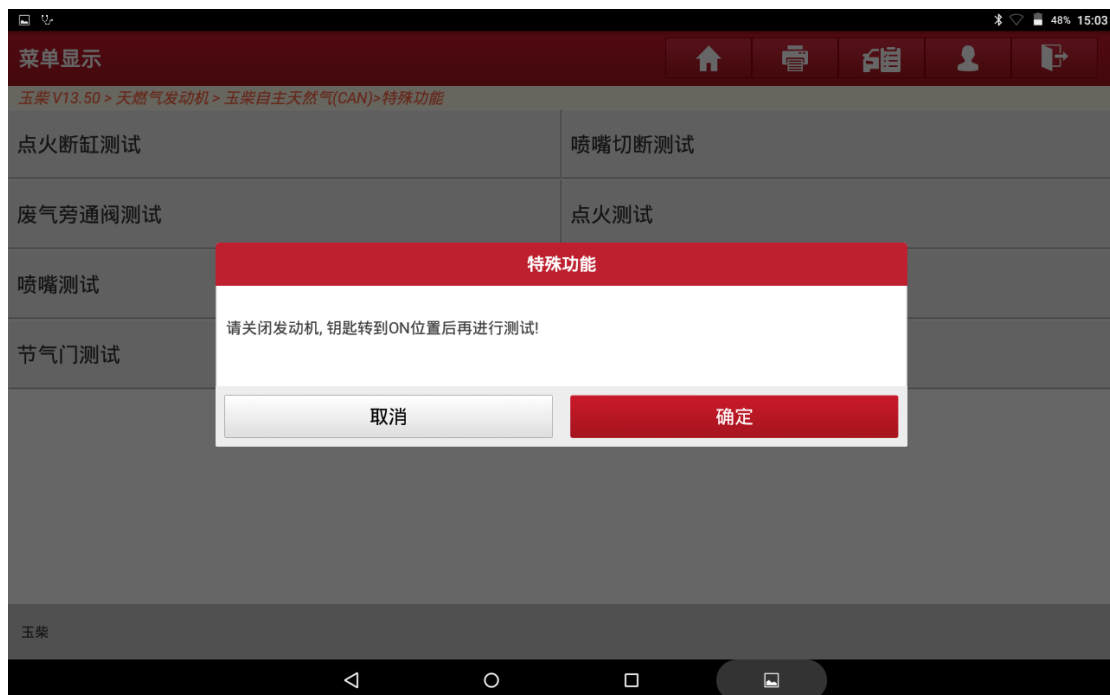 48% 15:03
菜单显示
玉柴 V13.50 > 天燃气发动机 > 玉柴自主天然气(CAN)>特殊功能
点火断缸测试
喷嘴切断测试
废气旁通阀测试
点火测试
喷嘴测试
节气门测试
特殊功能
请关闭发动机, 钥匙转到ON位置后再进行测试!
取消
确定
玉柴